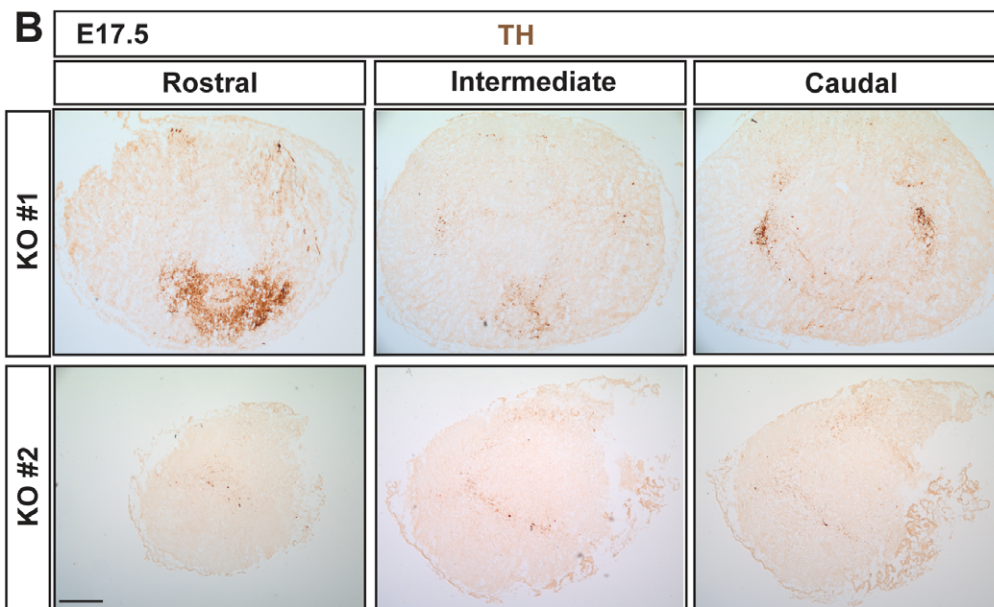 B
E17.5 TH
Rostral Intermediate Caudal
KO #1
KO #2